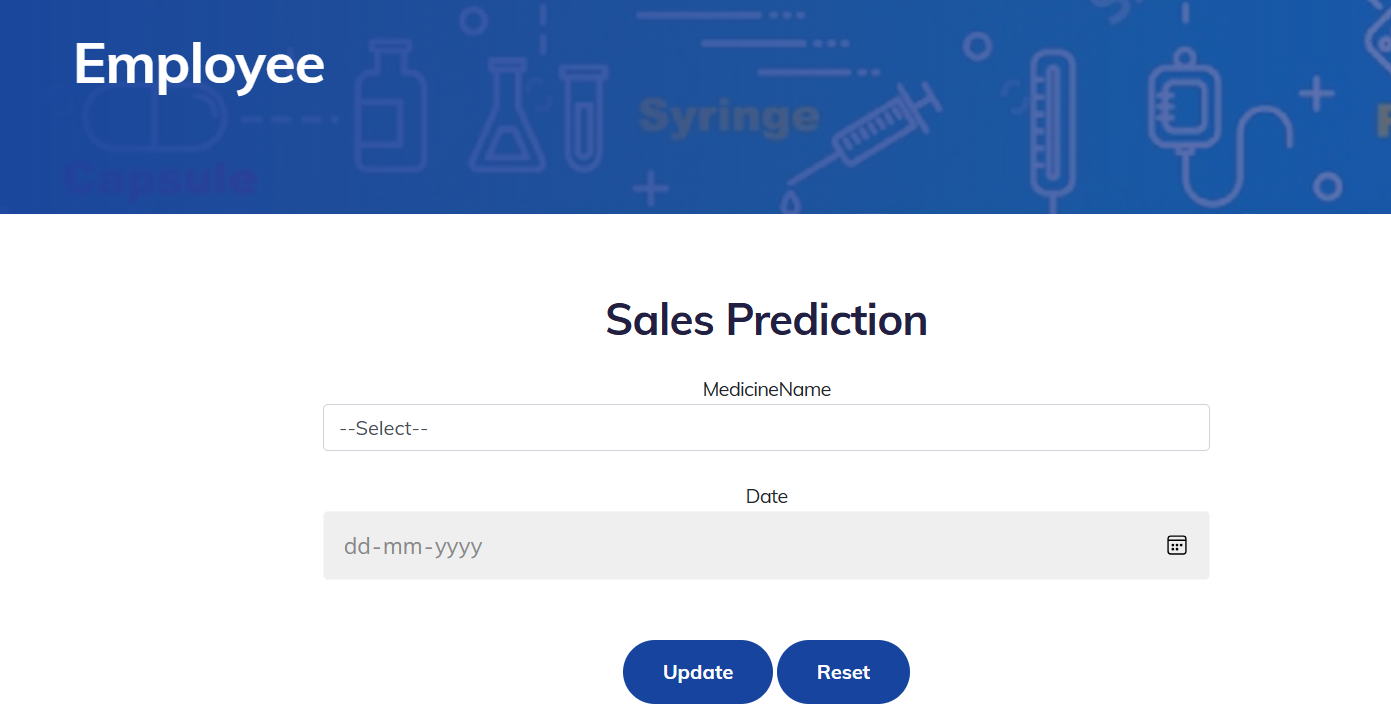 Employee
Syringe
Capsule
Sales Prediction
MedicineName
--Select--
Date
dd-mm-yyyy
Update Reset